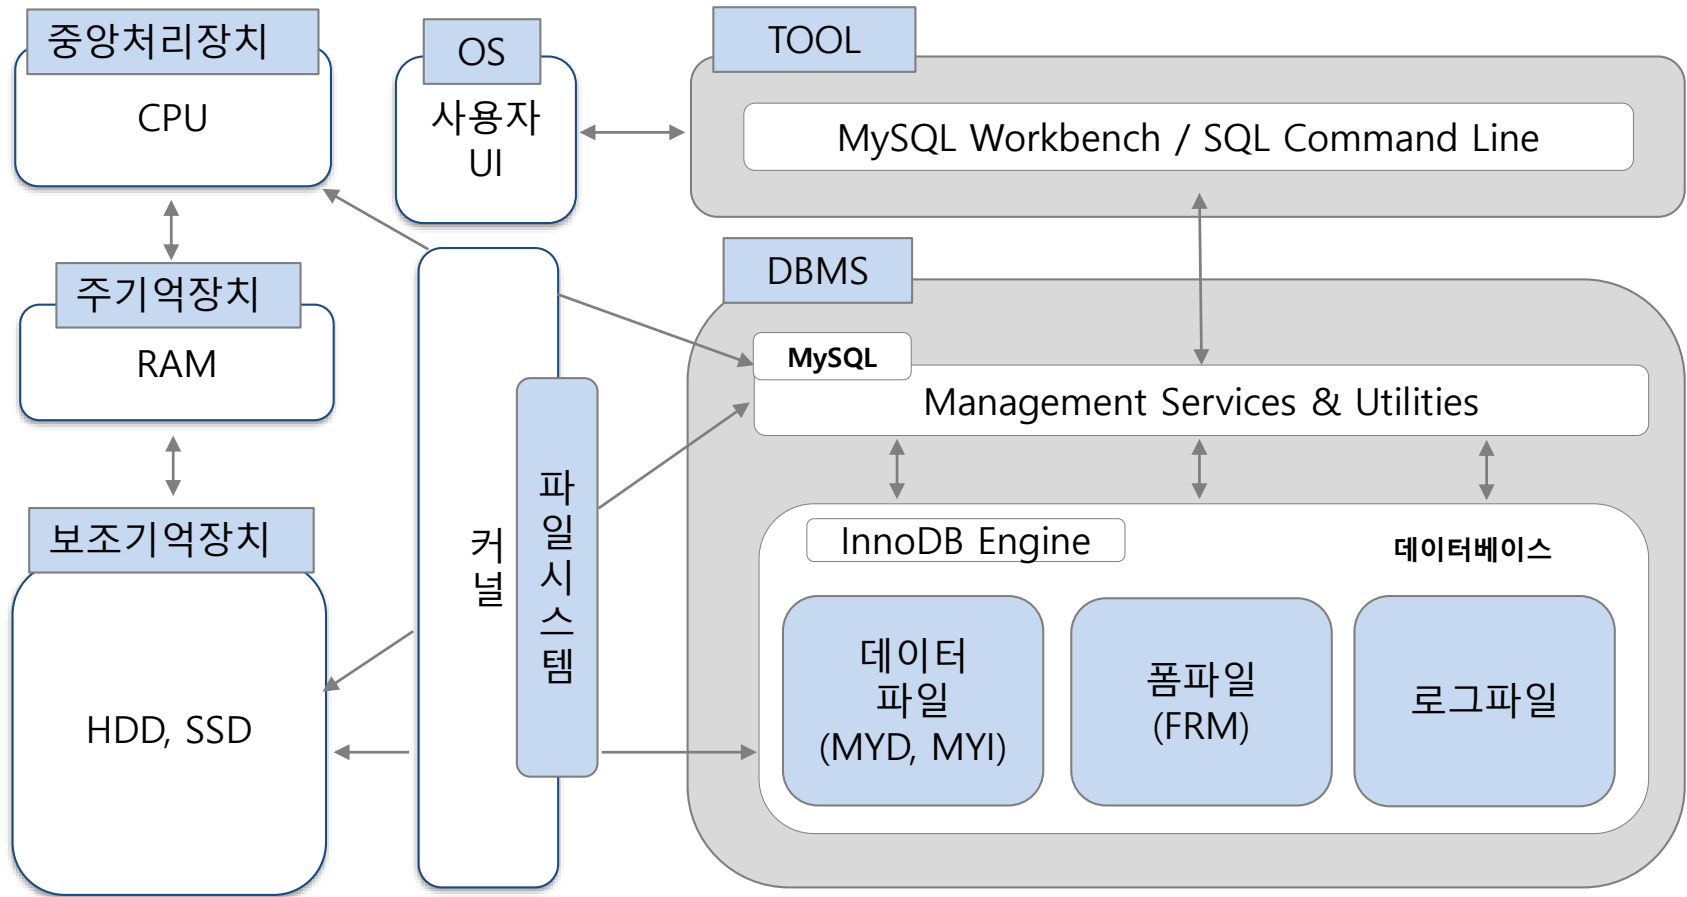 중앙처리장치
CPU
OS
사용자
UI
TOOL
MySQL Workbench / SQL Command Line
주기억장치
RAM
보조기억장치
HDD, SSD
커
널
파
일
시
스
템
DBMS
MySQL
Management Services & Utilities
InnoDB Engine
데이터베이스
데이터
파일
(MYD, MYI)
폼파일
(FRM)
로그파일